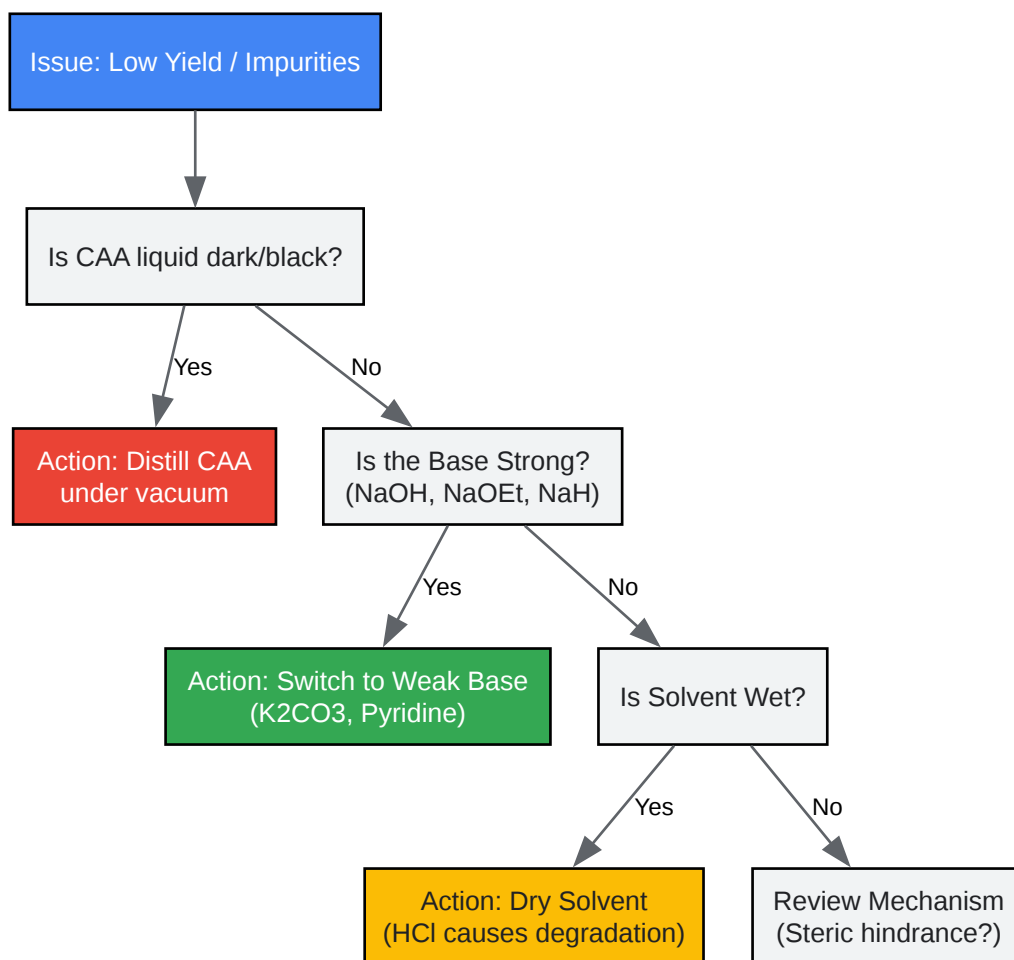 Issue: Low Yield / Impurities
Is CAA liquid dark/black?
Yes
No
Action: Distill CAA
under vacuum
Is the Base Strong?
(NaOH, NaOEt, NaH)
Yes
No
Action: Switch to Weak Base
(K2CO3, Pyridine)
Is Solvent Wet?
Yes
No
Action: Dry Solvent
(HCl causes degradation)
Review Mechanism
(Steric hindrance?)